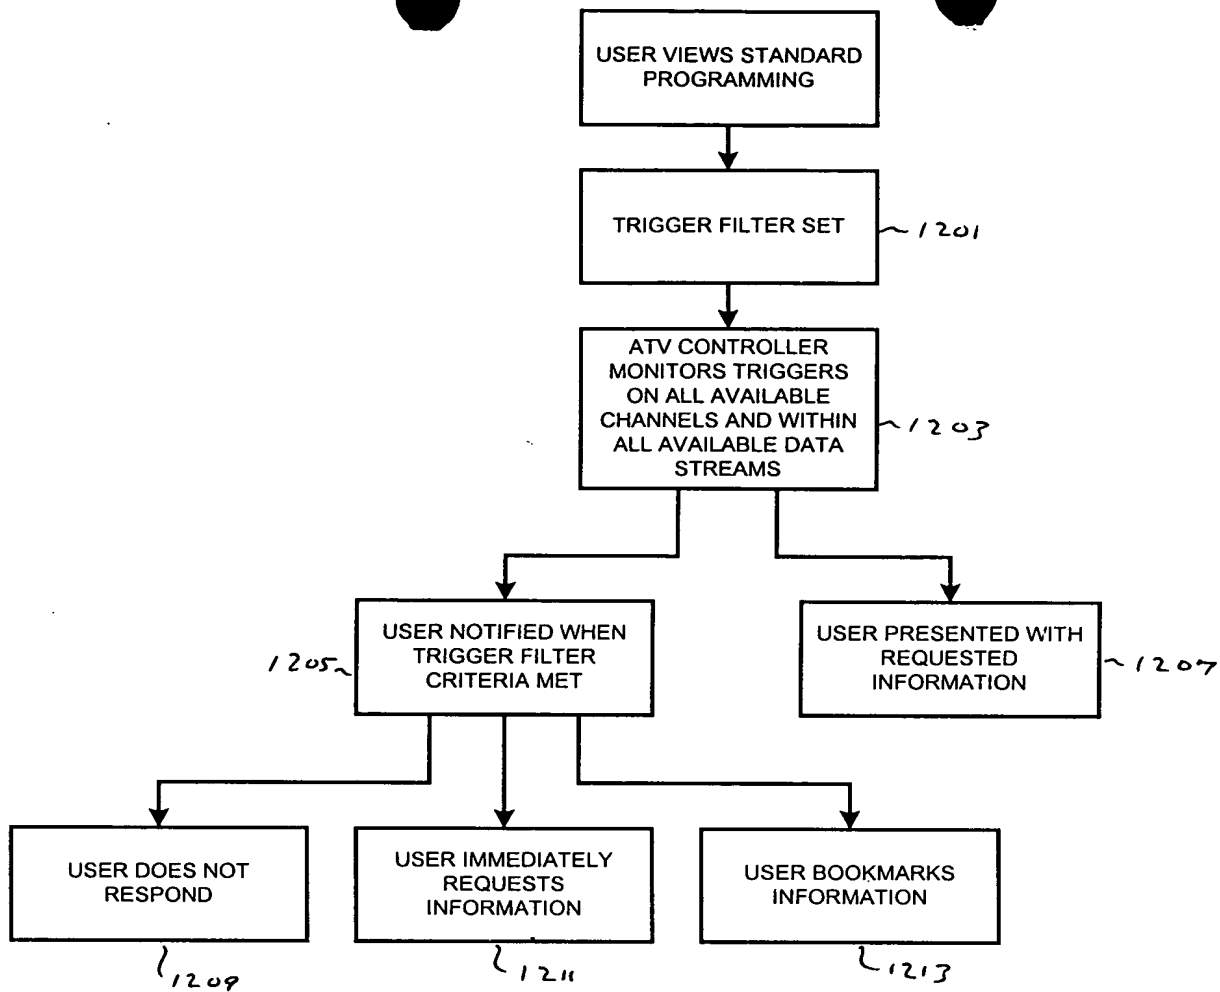 USER VIEWS STANDARD
PROGRAMMING
TRIGGER FILTER SET
1201
ATV CONTROLLER
MONITORS TRIGGERS
ON ALL AVAILABLE
CHANNELS AND WITHIN
ALL AVAILABLE DATA
STREAMS
1203
1205
USER NOTIFIED WHEN
TRIGGER FILTER
CRITERIA MET
USER PRESENTED WITH
REQUESTED
INFORMATION
1207
USER DOES NOT
RESPOND
USER IMMEDIATELY
REQUESTS
INFORMATION
USER BOOKMARKS
INFORMATION
1209
1211
1213